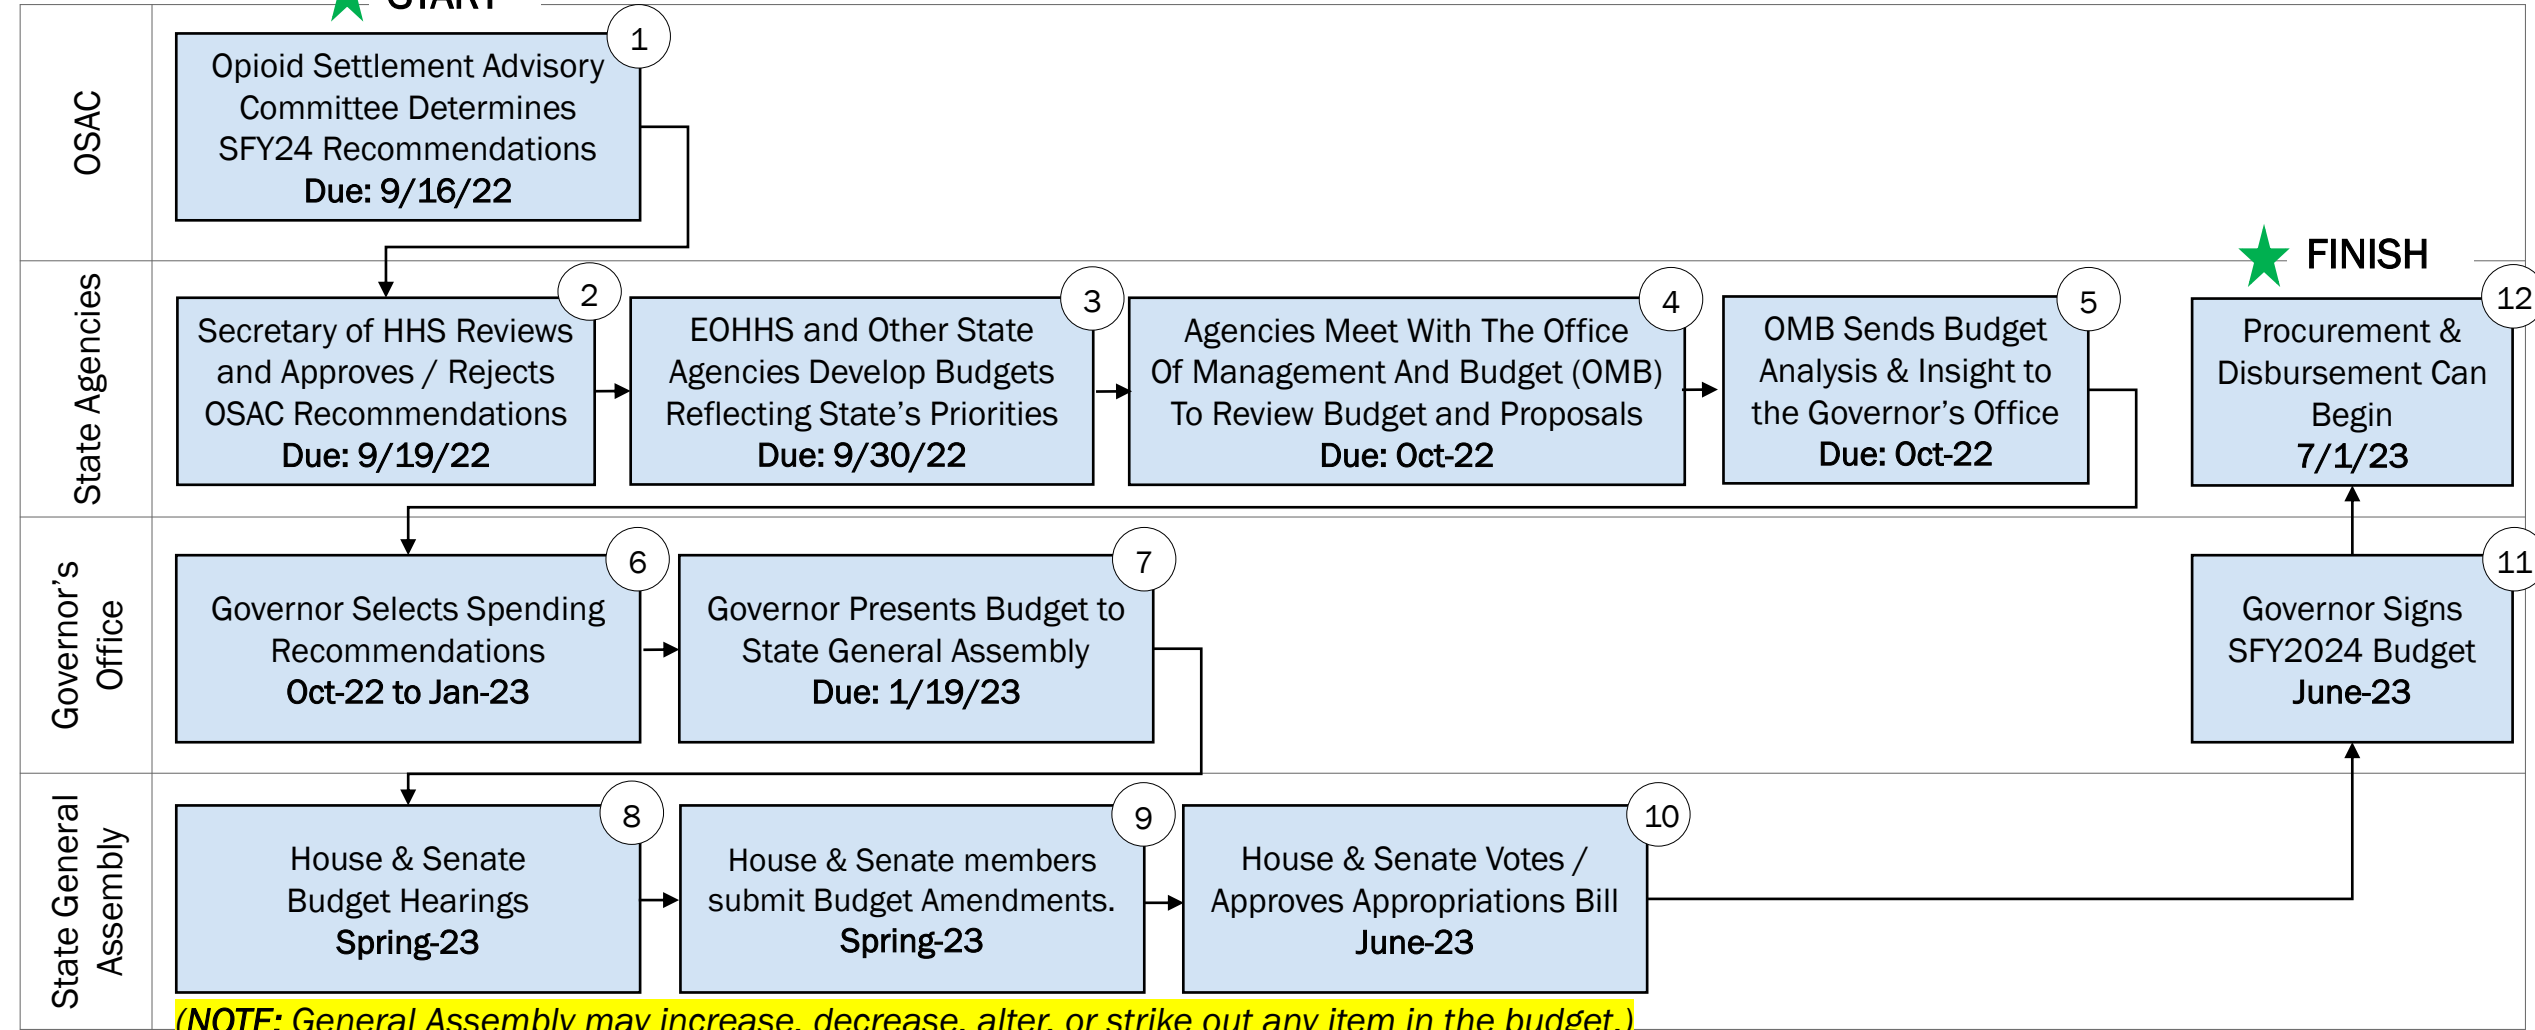 START
OSAC
1
Opioid Settlement Advisory
Committee Determines
SFY24 Recommendations
Due: 9/16/22
FINISH
State Agencies
2
Secretary of HHS Reviews
and Approves / Rejects
OSAC Recommendations
Due: 9/19/22
3
EOHHS and Other State
Agencies Develop Budgets
Reflecting State’s Priorities
Due: 9/30/22
4
Agencies Meet With The Office
Of Management And Budget (OMB)
To Review Budget and Proposals
Due: Oct-22
5
OMB Sends Budget
Analysis & Insight to
the Governor’s Office
Due: Oct-22
12
Procurement &
Disbursement Can
Begin
7/1/23
Governor’s
Office
6
Governor Selects Spending
Recommendations
Oct-22 to Jan-23
7
Governor Presents Budget to
State General Assembly
Due: 1/19/23
11
Governor Signs
SFY2024 Budget
June-23
State General
Assembly
8
House & Senate
Budget Hearings
Spring-23
9
House & Senate members
submit Budget Amendments.
Spring-23
10
House & Senate Votes /
Approves Appropriations Bill
June-23
(NOTE: General Assembly may increase, decrease, alter, or strike out any item in the budget.)